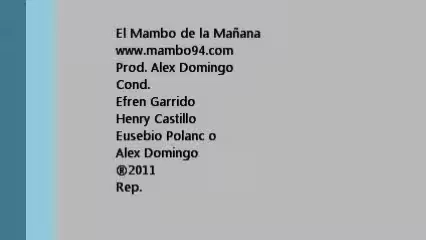 El Mambo de la Mañana
www.mambo94.com
Prod. Alex Domingo
Cond.
Efren Garrido
Henry Castillo
Eusebio Polanc o
Alex Domingo
®2011
Rep.